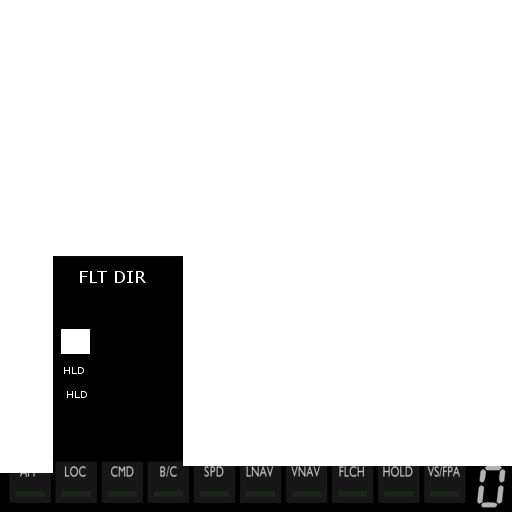 FLT DIR
HLD
HLD
LOC CMD B/C SPD LNAV VNAV FLCH HOLD VS/FPA 0